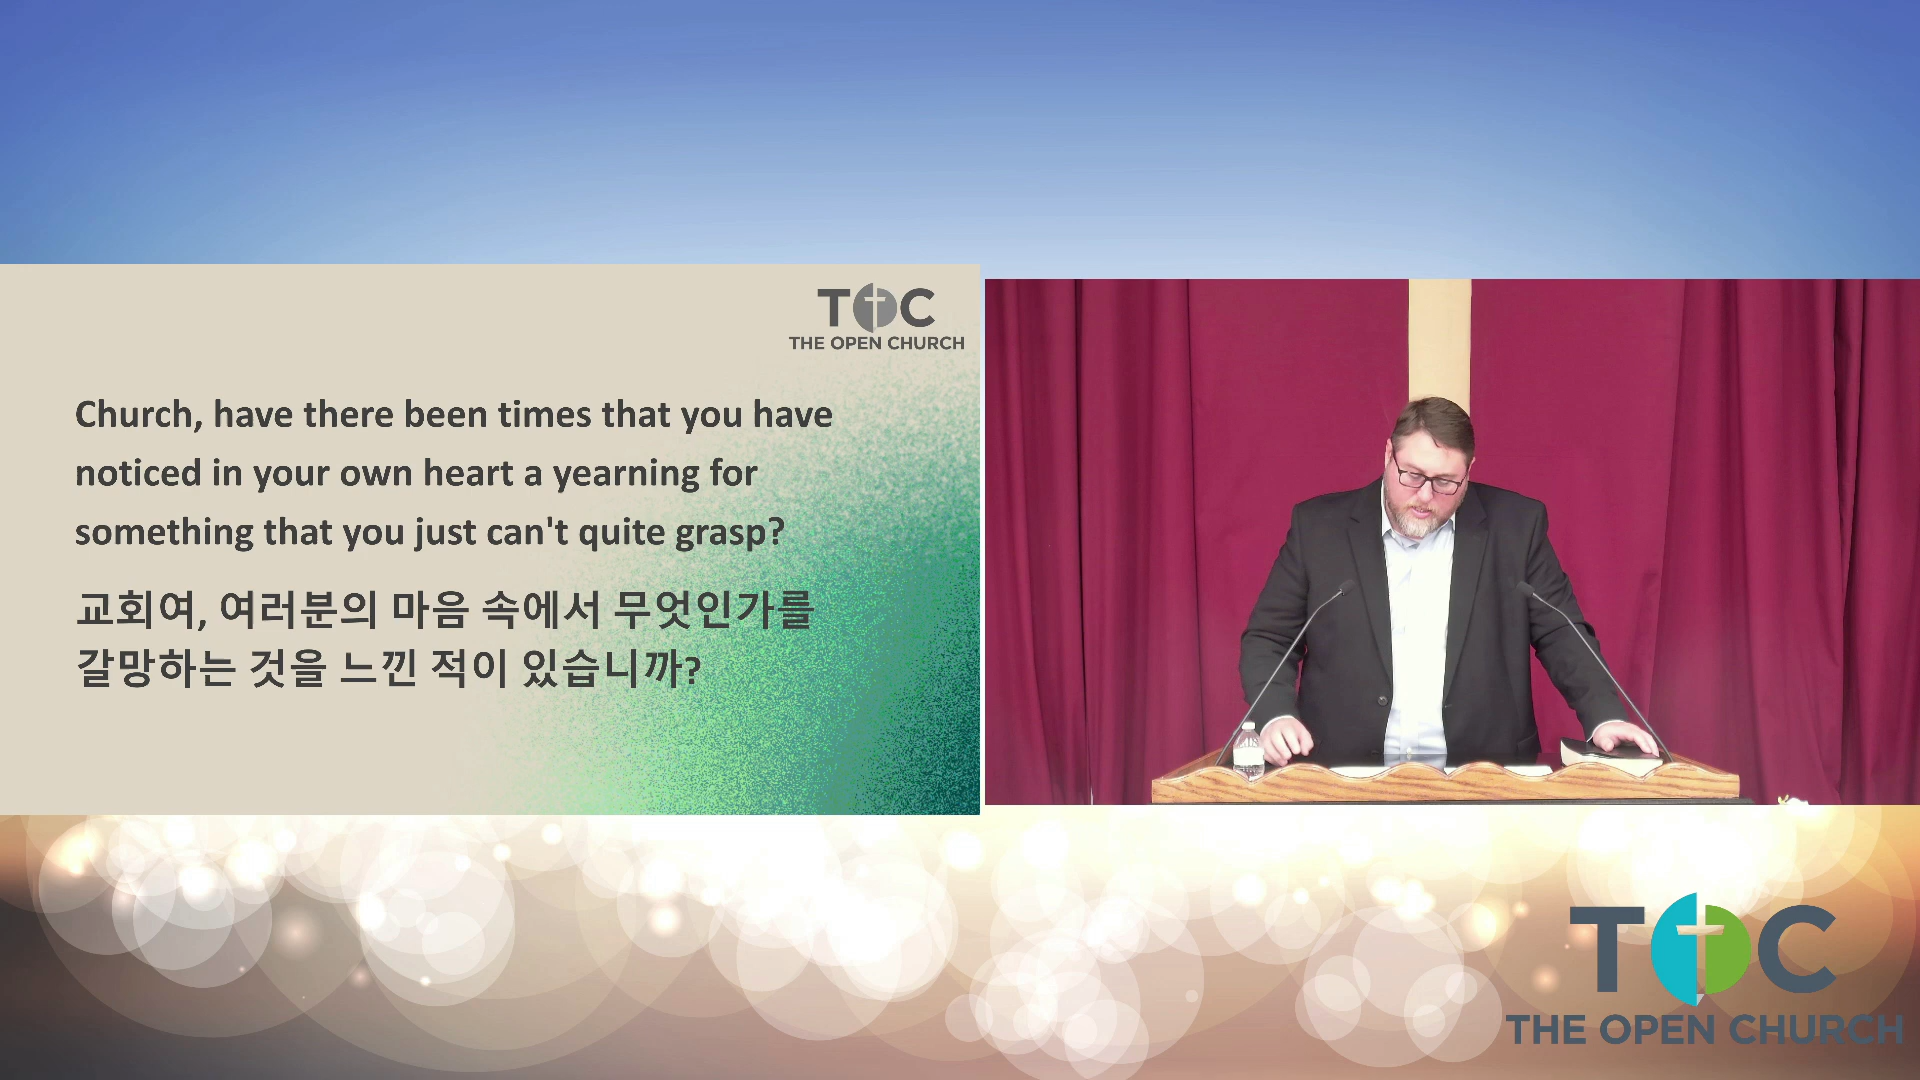 TOC
THE OPEN CHURCH
Church, have there been times that you have
noticed in your own heart a yearning for
something that you just can't quite grasp?
교회여, 여러분의 마음 속에서 무엇인가를
갈망하는 것을 느낀 적이 있습니까?
TOC
THE OPEN CHURCH